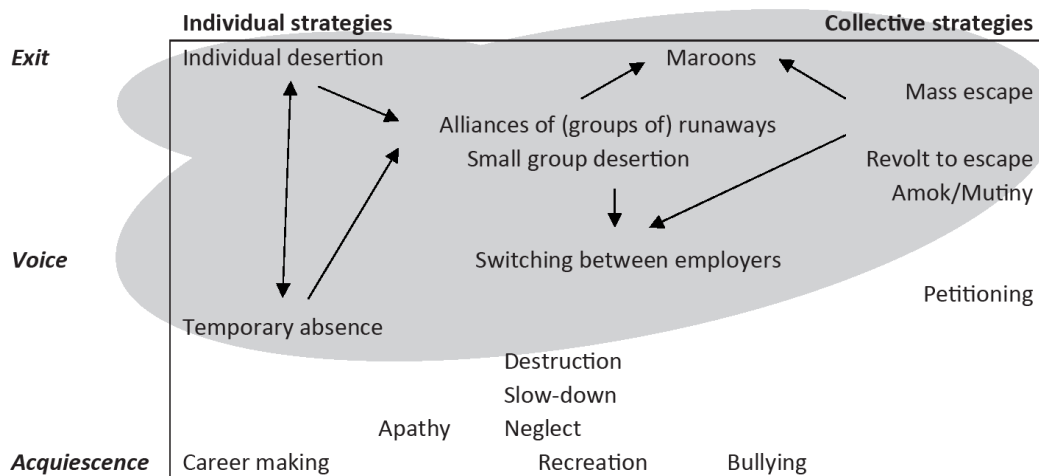 Individual strategies Collective strategies
Exit Individual desertion Maroons
Mass escape
Alliances of (groups of) runaways
Small group desertion Revolt to escape
Amok/Mutiny
Voice Switching between employers
Petitioning
Temporary absence
Destruction
Slow-down
Apathy Neglect
Acquiescence Career making Recreation Bullying